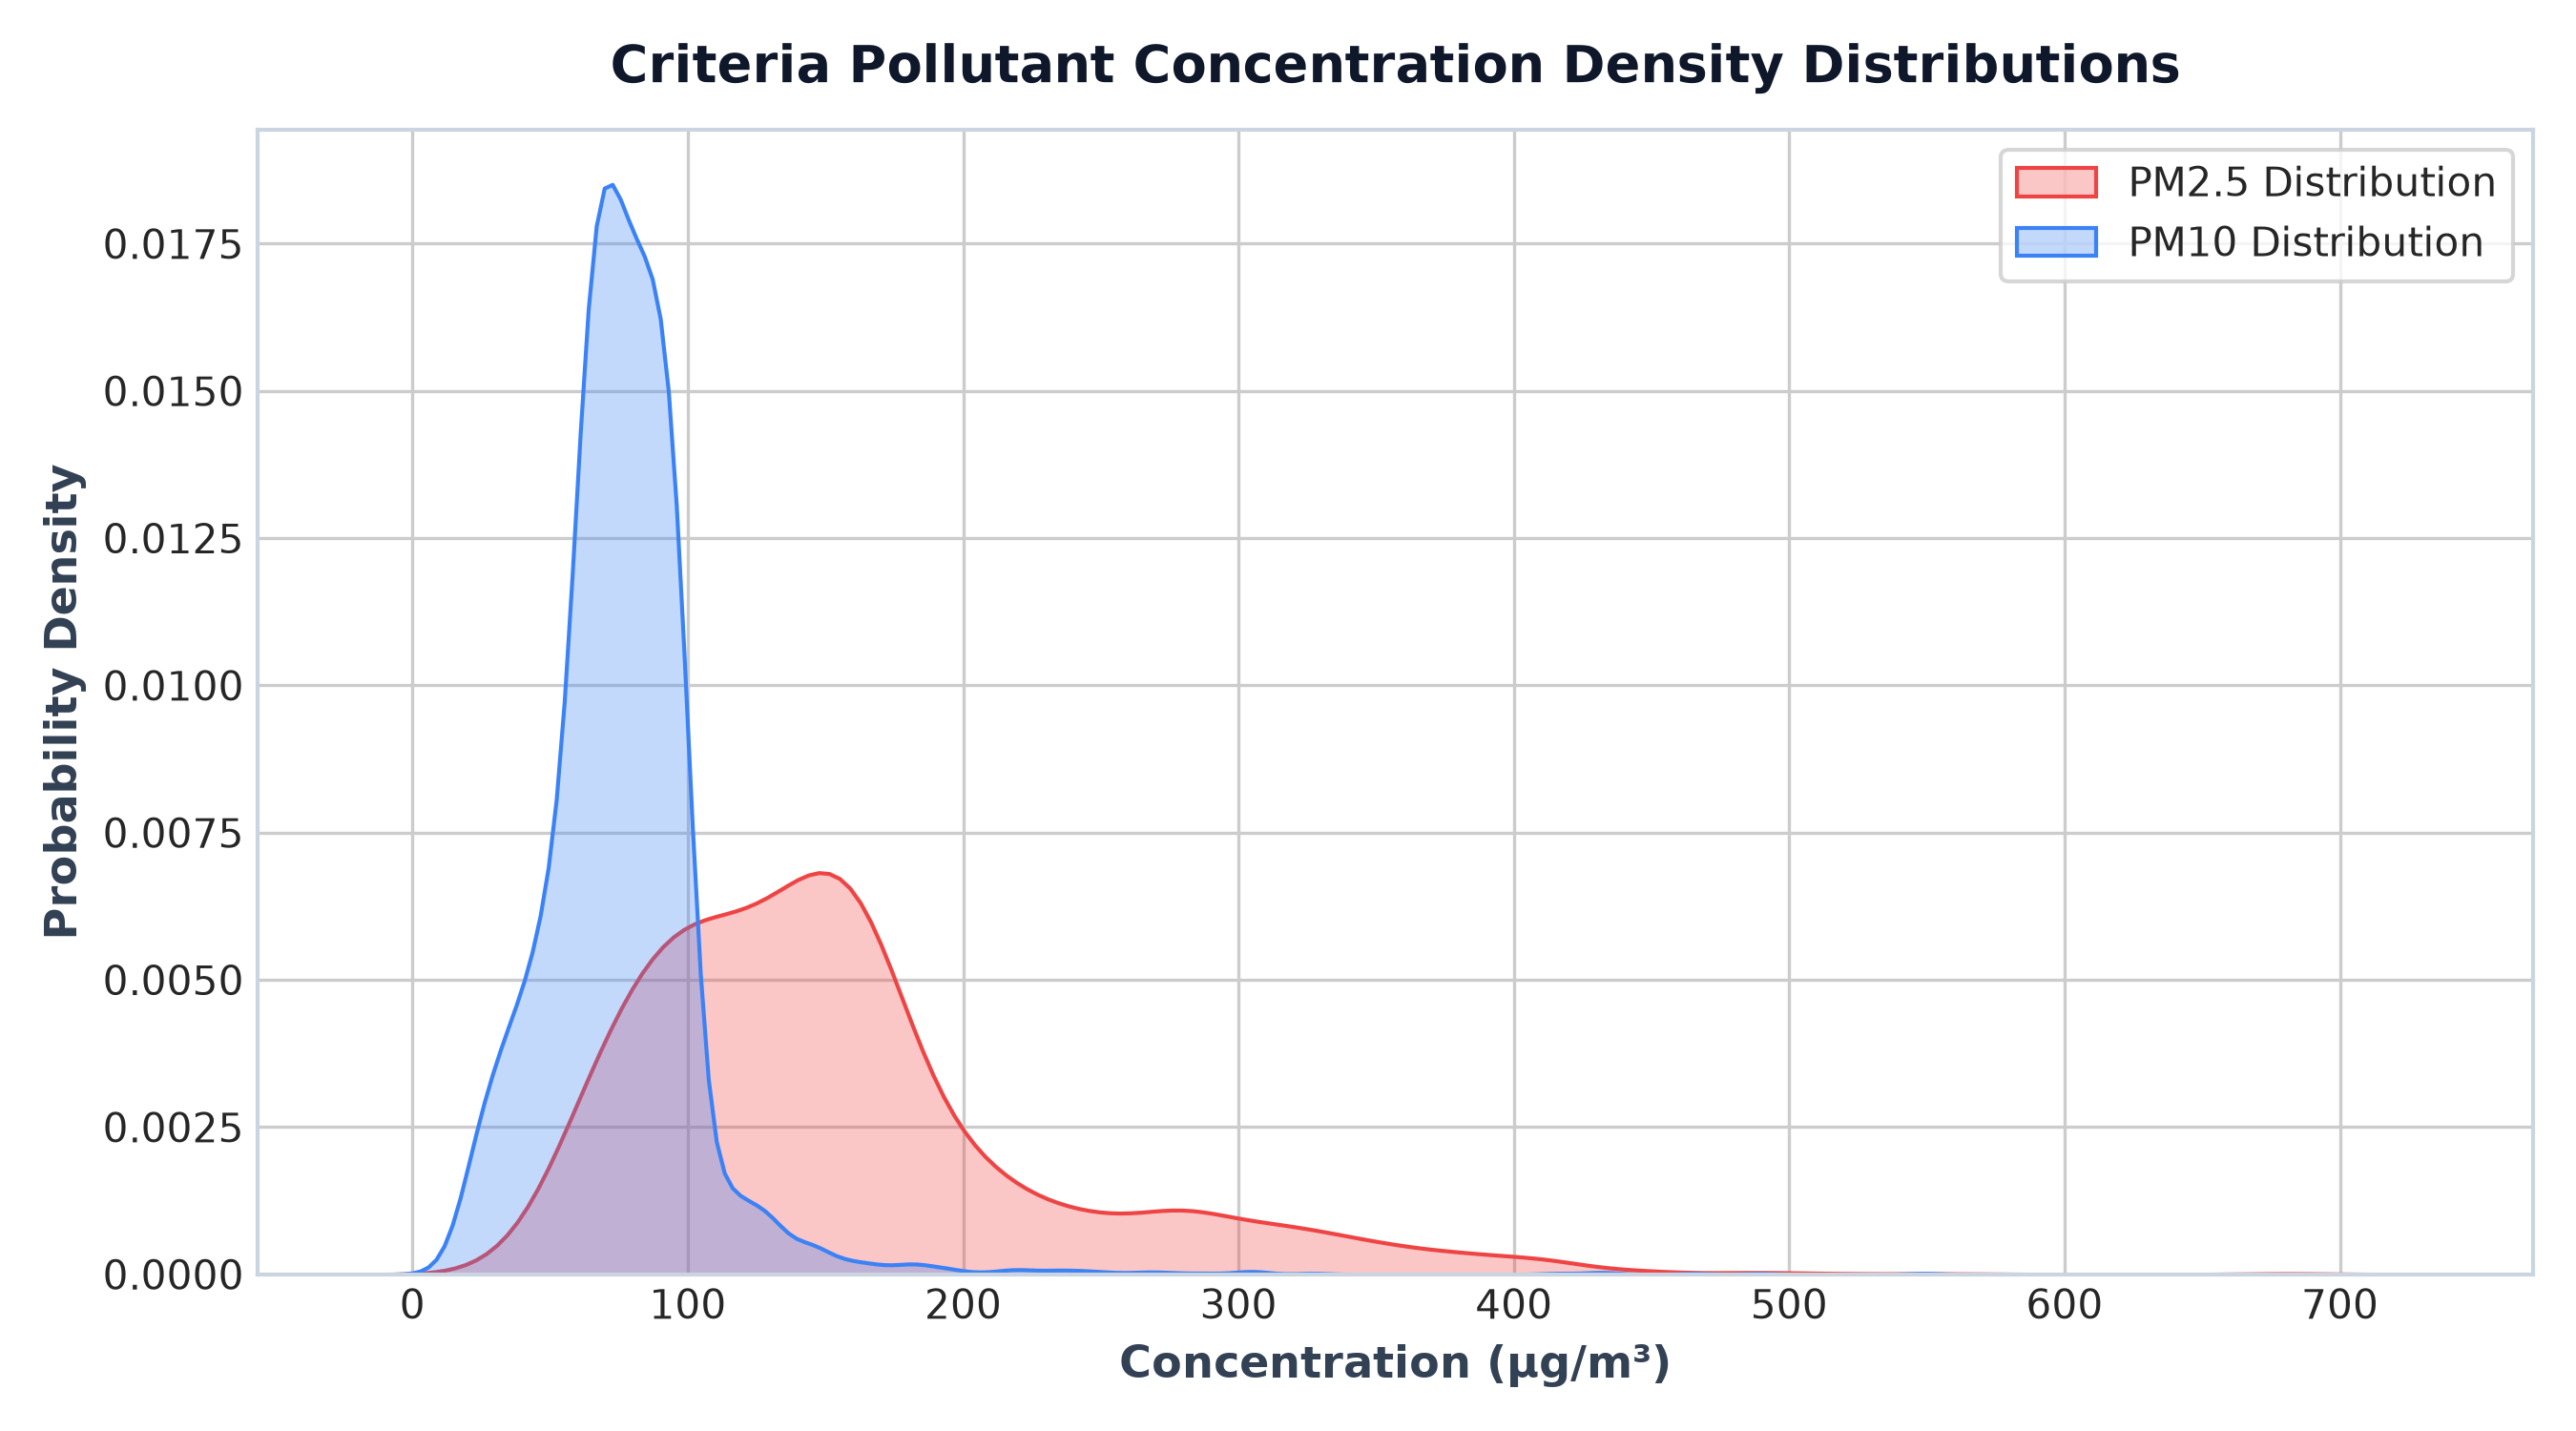 Criteria Pollutant Concentration Density Distributions
PM2.5 Distribution
PM10 Distribution
Probability Density
0.0175
0.0150
0.0125
0.0100
0.0075
0.0050
0.0025
0.0000
0 100 200 300 400 500 600 700
Concentration (µg/m³)